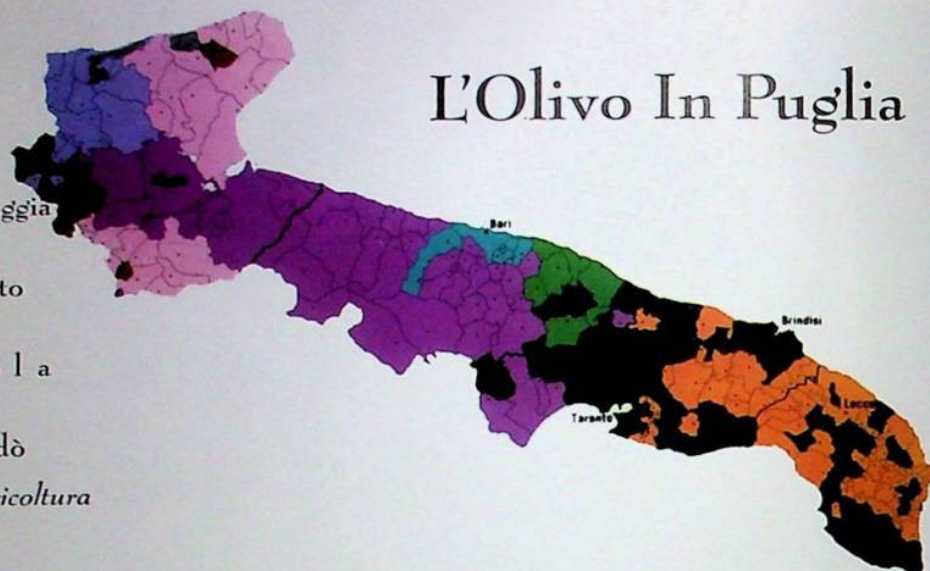 L'Olivo In Puglia
ggia
Bari
to
Brindisi
l a
Lecce
Taranto
dò
icoltura